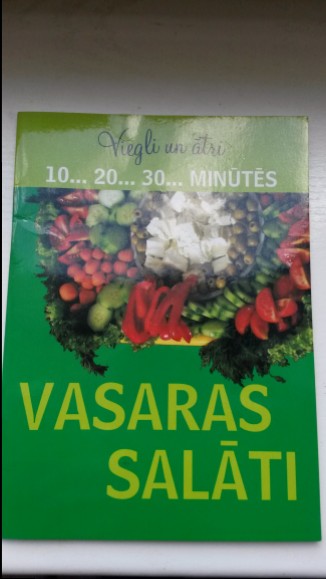 Viegli un ātri
10... 20... 30... MINŪTĒS
VASARAS
SALĀTI